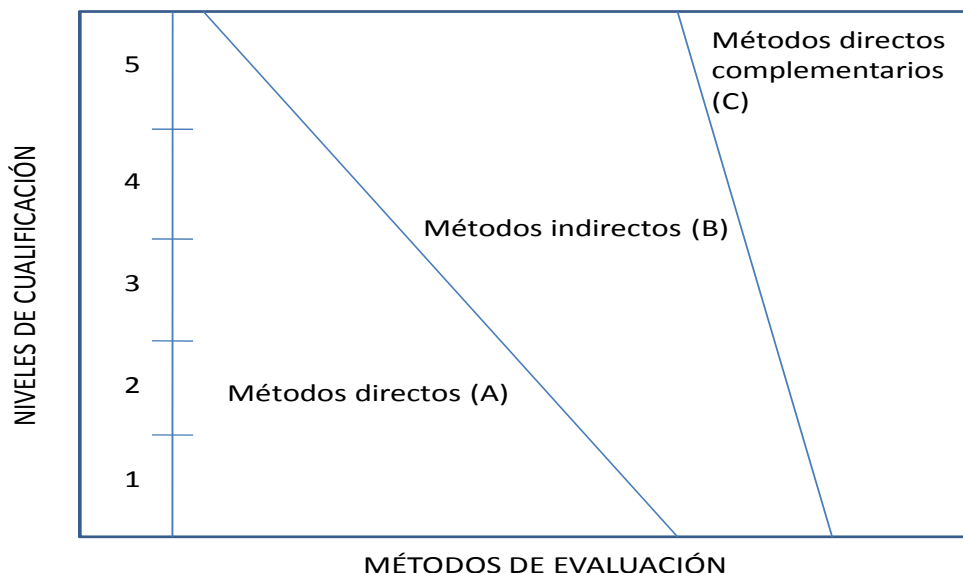 Métodos directos
complementarios
(C)
5
4
Métodos indirectos (B)
3
2
Métodos directos (A)
1
NIVELES DE CUALIFICACIÓN
MÉTODOS DE EVALUACIÓN